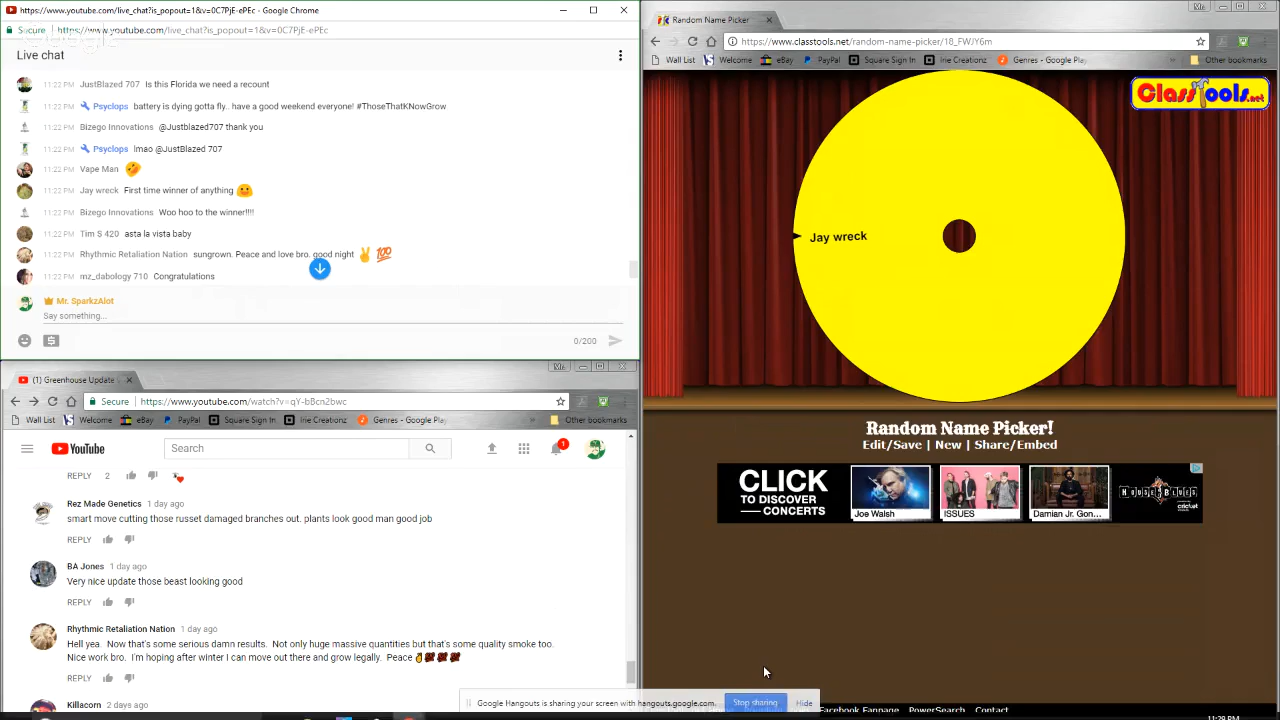 https://www.youtube.com/live_chat?is_popout=1&v=0C7PjE-ePEc - Google Chrome
Secure https://www.youtube.com/live_chat?is_popout=1&v=0C7PjE-ePEc
Live chat
11:22 PM JustBlazed 707 Is this Florida we need a recount
11:22 PM Psyclops battery is dying gotta fly.. have a good weekend everyone! #ThoseThatKNowGrow
11:22 PM Bizego Innovations @Justblazed707 thank you
11:22 PM Psyclops lmao @JustBlazed 707
11:22 PM Vape Man
11:22 PM Jay wreck First time winner of anything
11:22 PM Bizego Innovations Woo hoo to the winner!!!!
11:22 PM Tim S 420 asta la vista baby
11:22 PM Rhythmic Retaliation Nation sungrown. Peace and love bro. good night ✌ 💯
11:22 PM mz_dabology 710 Congratulations
Mr. SparkzAlot
Say something...
0/200
(1) Greenhouse Update
Secure https://www.youtube.com/watch?v=qY-bBcn2bwc
Wall List Welcome eBay PayPal Square Sign In Irie Creationz Genres - Google Play Other bookmarks
YouTube Search 1
REPLY 2
Rez Made Genetics 1 day ago
smart move cutting those russet damaged branches out. plants look good man good job
REPLY
BA Jones 1 day ago
Very nice update those beast looking good
REPLY
Rhythmic Retaliation Nation 1 day ago
Hell yea. Now that's some serious damn results. Not only huge massive quantities but that's some quality smoke too.
Nice work bro. I'm hoping after winter I can move out there and grow legally. Peace ✌💯💯💯
REPLY
Killacorn 2 days ago
Google Hangouts is sharing your screen with hangouts.google.com. Stop sharing Hide
Random Name Picker
https://www.classtools.net/random-name-picker/18_FWJY6m
Wall List Welcome eBay PayPal Square Sign In Irie Creationz Genres - Google Play Other bookmarks
ClassTools.net
Jay wreck
Random Name Picker!
Edit/Save | New | Share/Embed
CLICK
TO DISCOVER
CONCERTS
Joe Walsh
ISSUES
Damian Jr. Gon...
HOUSE OF BLUES
cricket
Facebook Fanpage PowerSearch Contact
11:29 PM